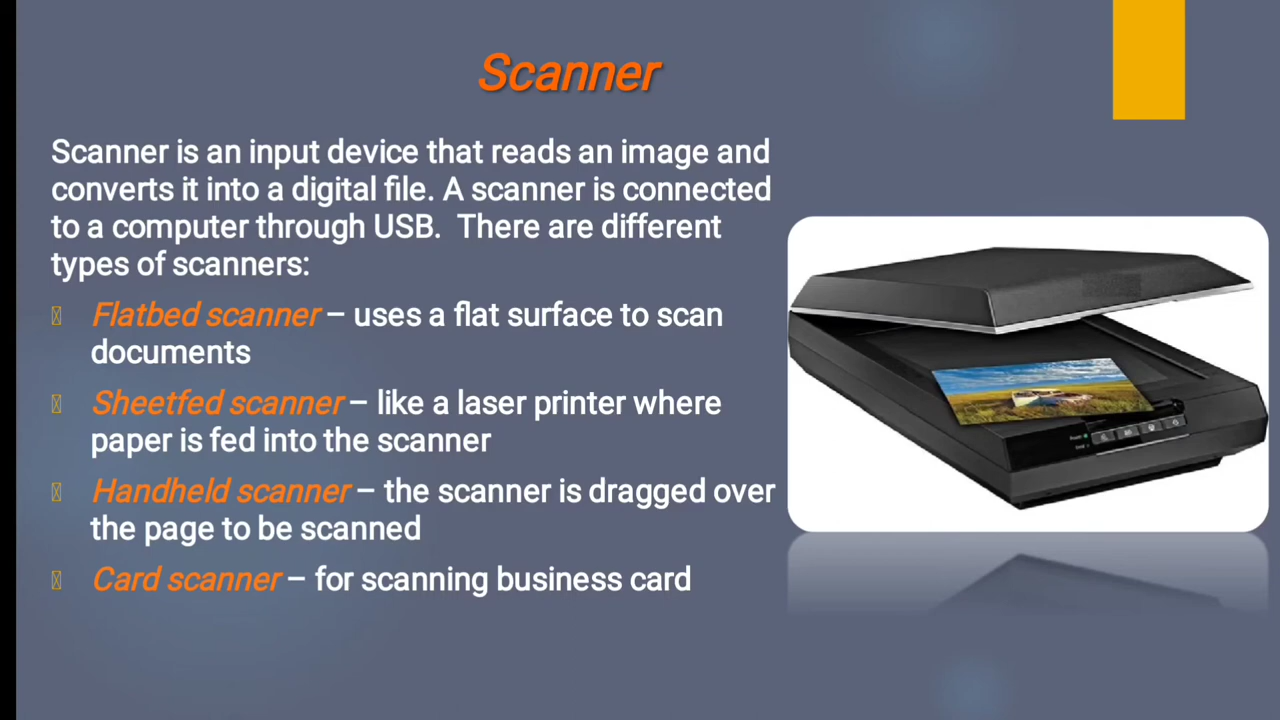 Scanner
Scanner is an input device that reads an image and
converts it into a digital file. A scanner is connected
to a computer through USB.  There are different
types of scanners:
Flatbed scanner – uses a flat surface to scan
documents
Sheetfed scanner – like a laser printer where
paper is fed into the scanner
Handheld scanner – the scanner is dragged over
the page to be scanned
Card scanner – for scanning business card